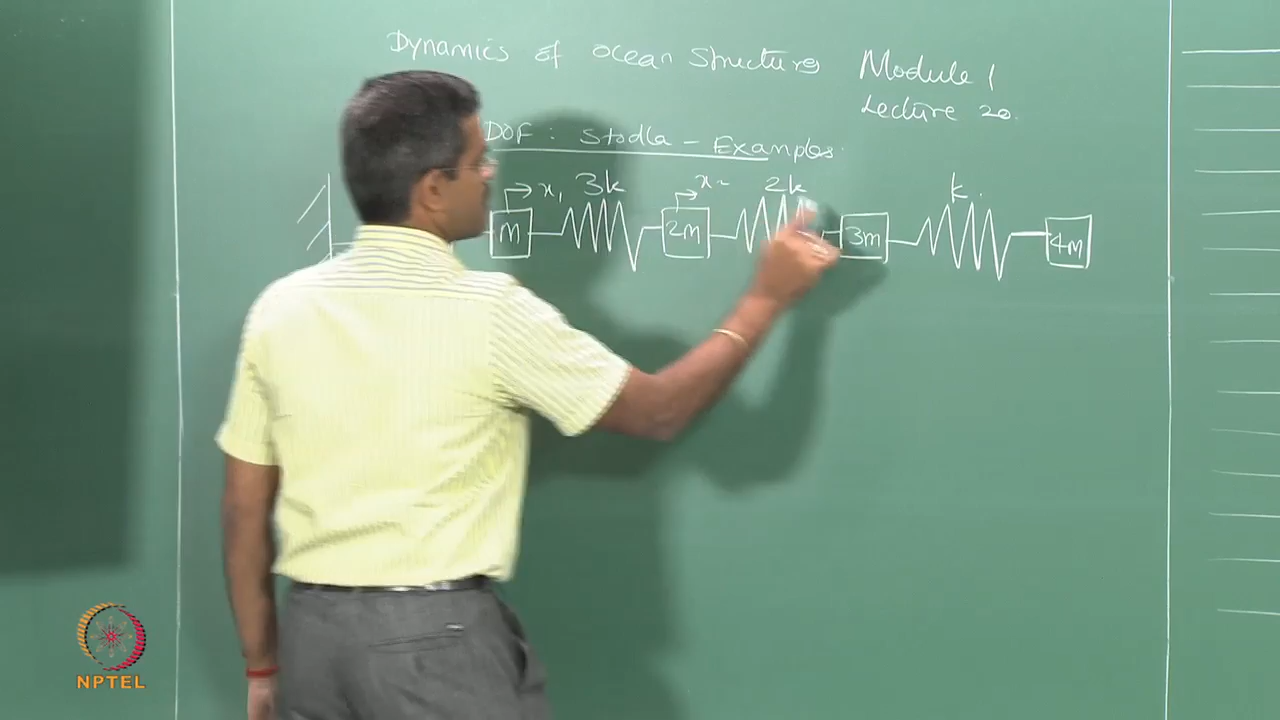 Dynamics of Ocean Structures Module 1
Lecture 20.
DOF : Stodla – Examples.
x₁ 3k x₂ 2k k.
m 2m 3m 4m
NPTEL